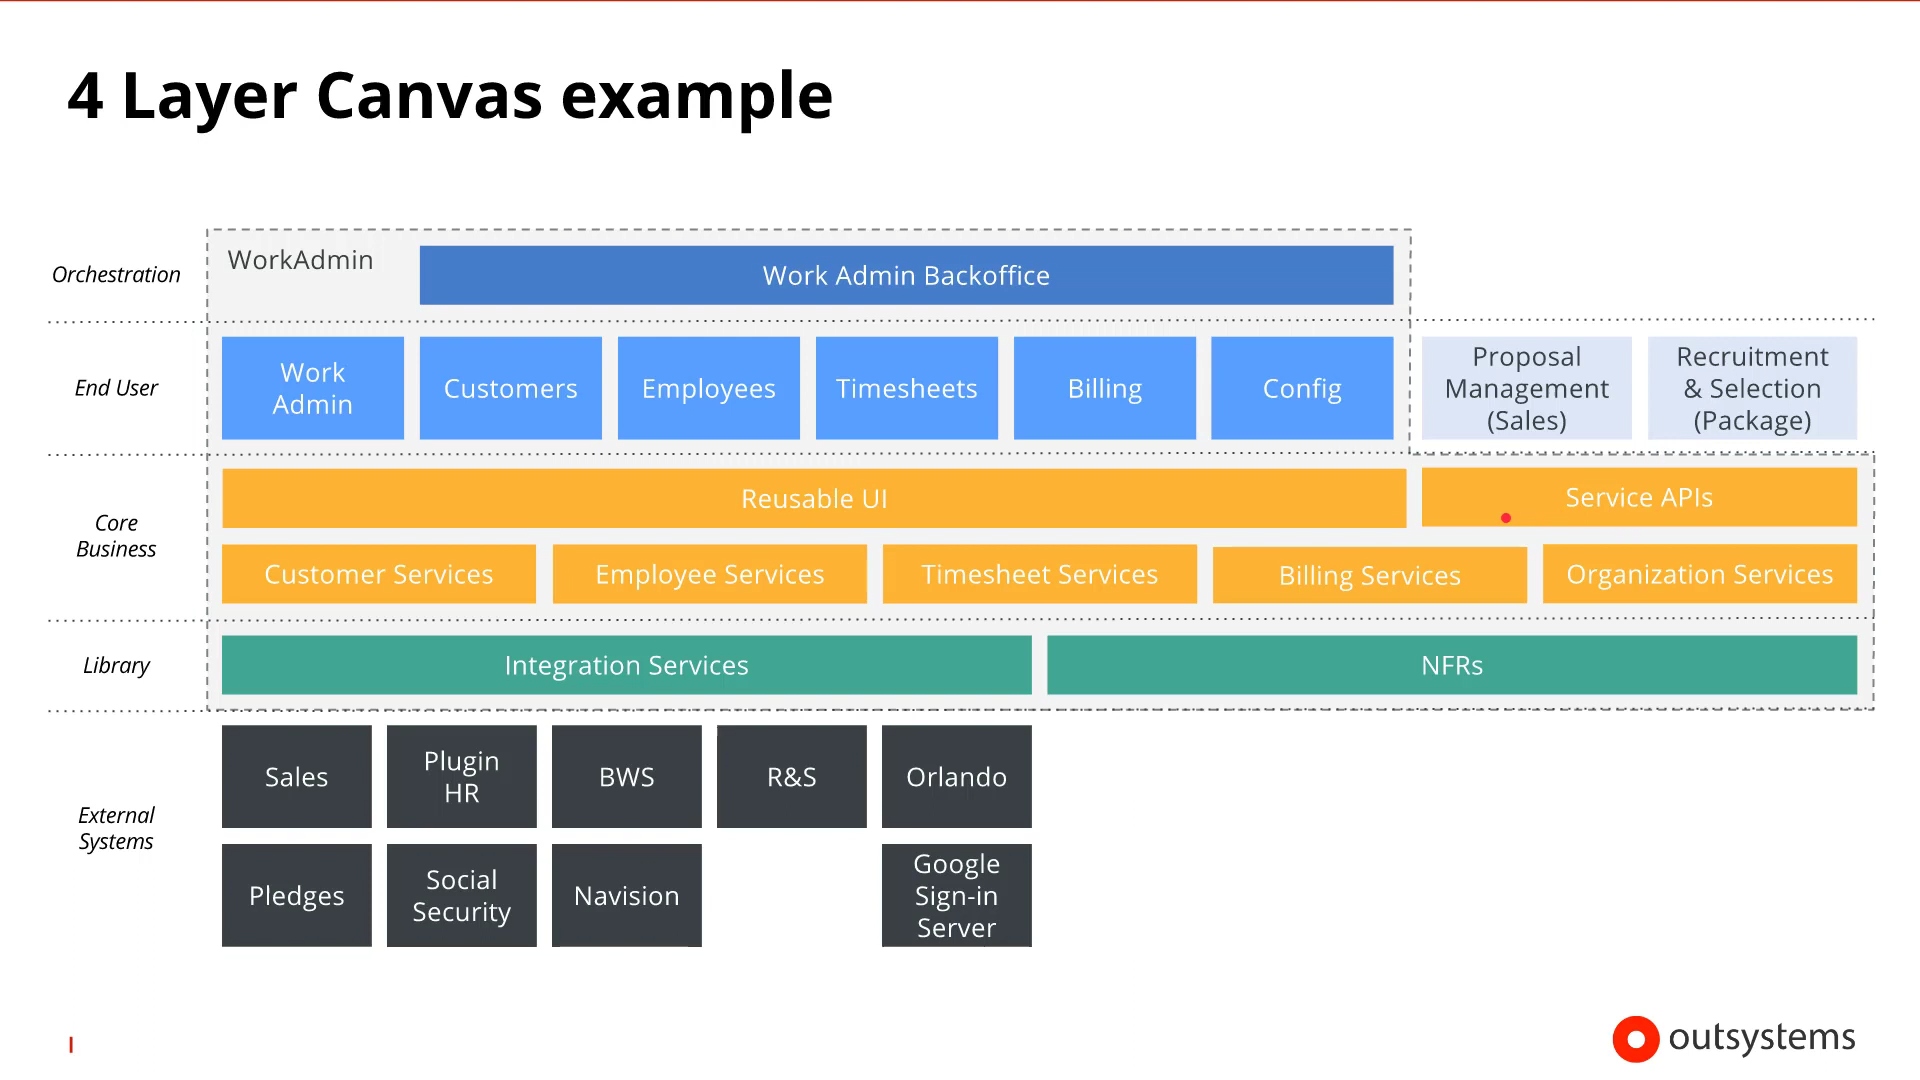 4 Layer Canvas example
Orchestration
WorkAdmin
Work Admin Backoffice
End User
Work
Admin
Customers
Employees
Timesheets
Billing
Config
Proposal
Management
(Sales)
Recruitment
& Selection
(Package)
Core
Business
Reusable UI
Service APIs
Customer Services
Employee Services
Timesheet Services
Billing Services
Organization Services
Library
Integration Services
NFRs
External
Systems
Sales
Plugin
HR
BWS
R&S
Orlando
Pledges
Social
Security
Navision
Google
Sign-in
Server
outsystems